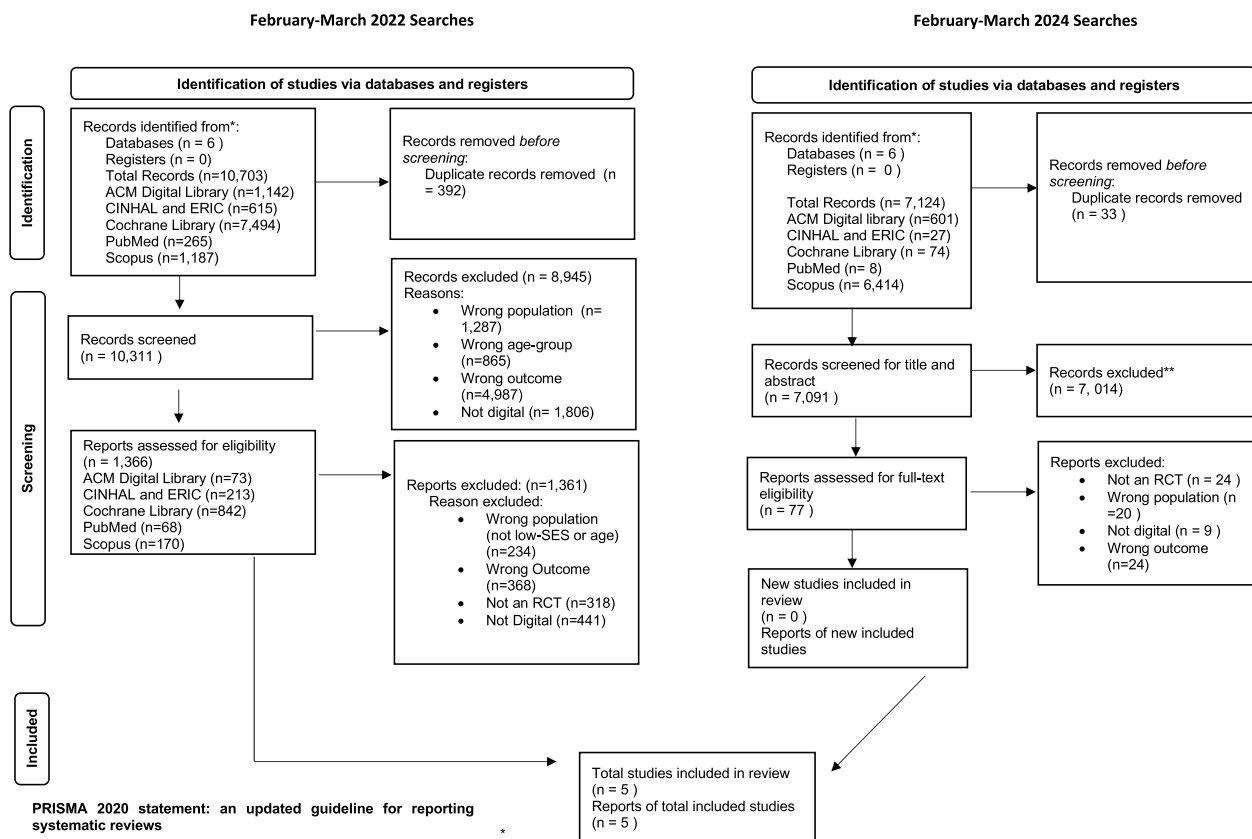 February-March 2022 Searches
February-March 2024 Searches
Identification of studies via databases and registers
Identification
Records identified from*:
Databases (n = 6 )
Registers (n = 0)
Total Records (n=10,703)
ACM Digital Library (n=1,142)
CINHAL and ERIC (n=615)
Cochrane Library (n=7,494)
PubMed (n=265)
Scopus (n=1,187)
Records removed before
screening:
Duplicate records removed (n
= 392)
Screening
Records screened
(n = 10,311 )
Records excluded (n = 8,945)
Reasons:
• Wrong population (n=
1,287)
• Wrong age-group
(n=865)
• Wrong outcome
(n=4,987)
• Not digital (n= 1,806)
Reports assessed for eligibility
(n = 1,366)
ACM Digital Library (n=73)
CINHAL and ERIC (n=213)
Cochrane Library (n=842)
PubMed (n=68)
Scopus (n=170)
Reports excluded: (n=1,361)
Reason excluded:
• Wrong population
(not low-SES or age)
(n=234)
• Wrong Outcome
(n=368)
• Not an RCT (n=318)
• Not Digital (n=441)
Identification of studies via databases and registers
Records identified from*:
Databases (n = 6 )
Registers (n = 0 )
Total Records (n = 7,124)
ACM Digital library (n=601)
CINHAL and ERIC (n=27)
Cochrane Library (n = 74)
PubMed (n= 8)
Scopus (n= 6,414)
Records removed before
screening:
Duplicate records removed
(n = 33 )
Records screened for title and
abstract
(n = 7,091 )
Records excluded**
(n = 7, 014)
Reports assessed for full-text
eligibility
(n = 77 )
Reports excluded:
• Not an RCT (n = 24 )
• Wrong population (n
=20 )
• Not digital (n = 9 )
• Wrong outcome
(n=24)
New studies included in
review
(n = 0 )
Reports of new included
studies
Included
Total studies included in review
(n = 5 )
Reports of total included studies
(n = 5 )
PRISMA 2020 statement: an updated guideline for reporting
systematic reviews
*